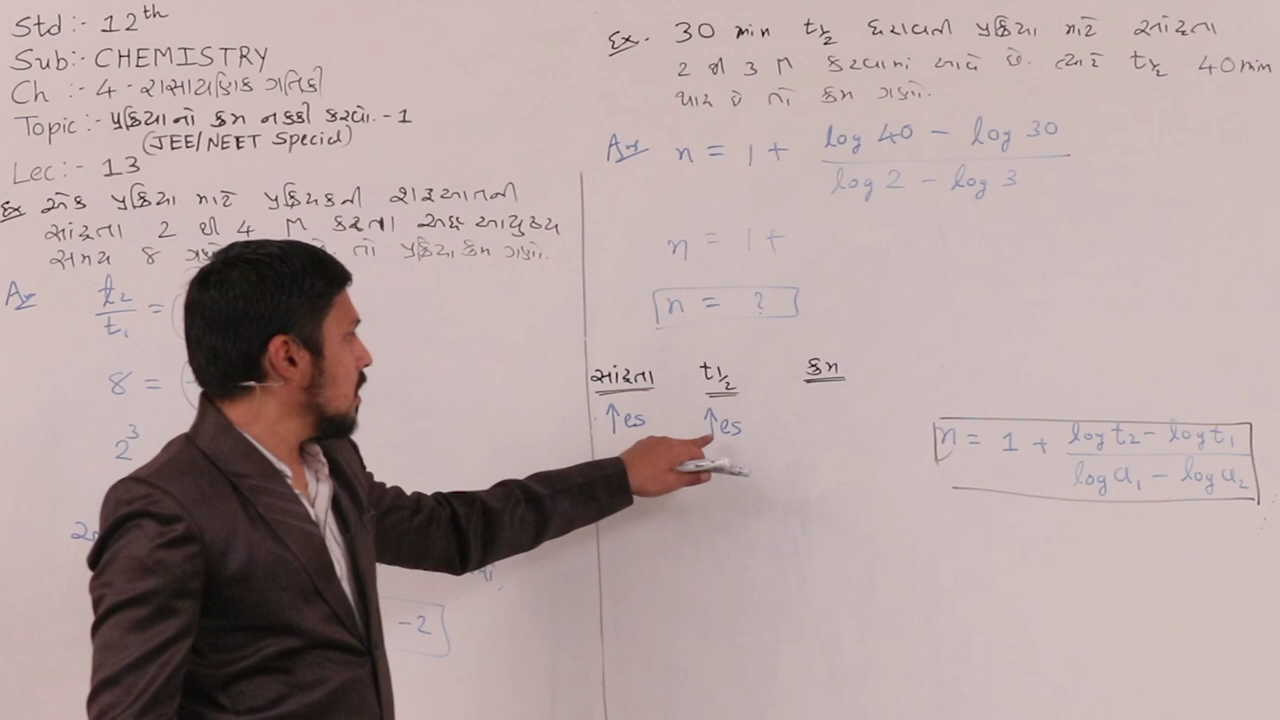 Std :- 12th
Sub:- CHEMISTRY
Ch :- 4 - રાસાયણિક ગતિકી
Topic :- પ્રક્રિયાનો ક્રમ નક્કી કરવો. - 1
(JEE/NEET Special)
Lec :- 13
Ex એક પ્રક્રિયા માટે પ્રક્રિયકની શરૂઆતની
સાંદ્રતા 2 થી 4 M કરતા અર્ધ આયુષ્ય
સમય 8 તો પ્રક્રિયા ક્રમ ગણો.
A t2/t1 =
8 =
2^3
-2
Ex. 30 min t1/2 ધરાવતી પ્રક્રિયા માટે સાંદ્રતા
2 થી 3 M કરવામાં આવે છે. ત્યારે t1/2 40 min
થાય છે તો ક્રમ ગણો.
Ans n = 1 + (log 40 - log 30) / (log 2 - log 3)
n = 1 +
n = ?
સાંદ્રતા t1/2 ક્રમ
↑es ↑es
n = 1 + (log t2 - log t1) / (log a1 - log a2)